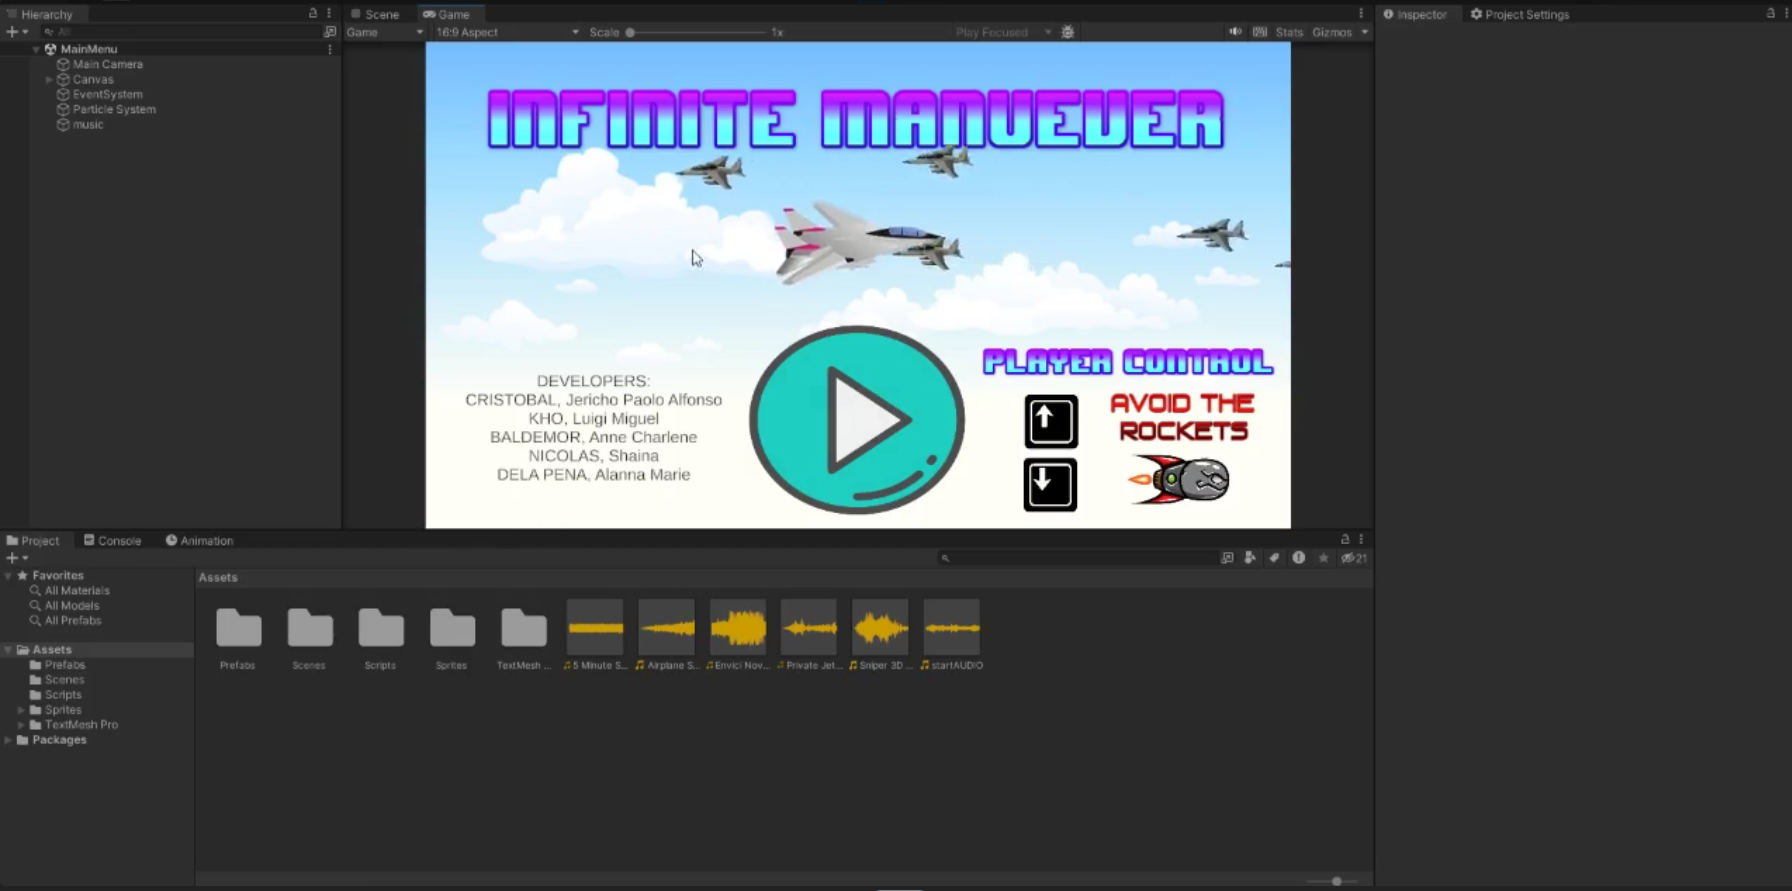 Hierarchy
All
MainMenu
Main Camera
Canvas
EventSystem
Particle System
music
Scene
Game
Game
16:9 Aspect
Scale
1x
Play Focused
Stats
Gizmos
INFINITE MANUEVER
DEVELOPERS:
CRISTOBAL, Jericho Paolo Alfonso
KHO, Luigi Miguel
BALDEMOR, Anne Charlene
NICOLAS, Shaina
DELA PENA, Alanna Marie
PLAYER CONTROL
AVOID THE
ROCKETS
Inspector
Project Settings
Project
Console
Animation
21
Favorites
All Materials
All Models
All Prefabs
Assets
Prefabs
Scenes
Scripts
Sprites
TextMesh Pro
Packages
Assets
Prefabs
Scenes
Scripts
Sprites
TextMesh ...
5 Minute S...
Airplane S...
Envici Nov...
Private Jet...
Sniper 3D ...
startAUDIO